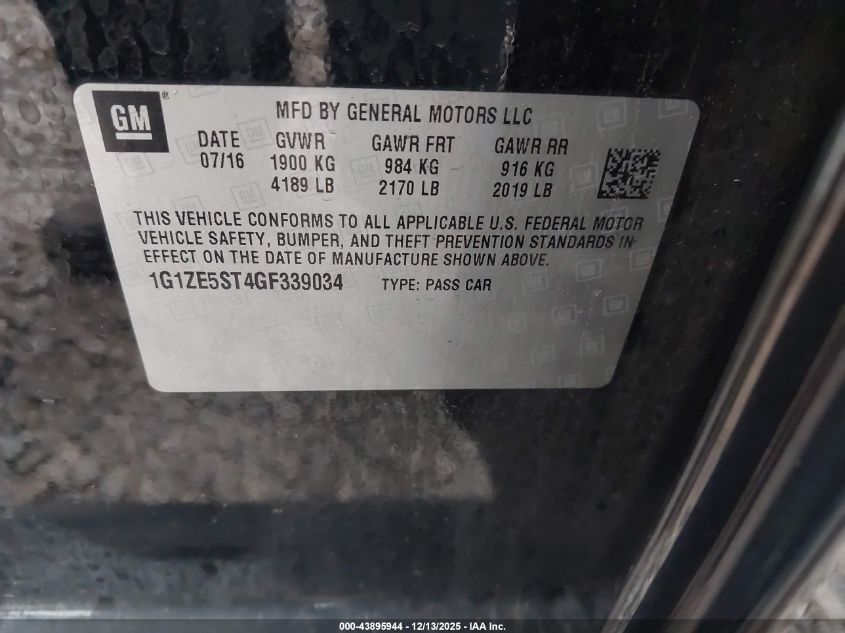 GM ®
MFD BY GENERAL MOTORS LLC
DATE GVWR GAWR FRT GAWR RR
07/16 1900 KG 984 KG 916 KG
4189 LB 2170 LB 2019 LB
THIS VEHICLE CONFORMS TO ALL APPLICABLE U.S. FEDERAL MOTOR
VEHICLE SAFETY, BUMPER, AND THEFT PREVENTION STANDARDS IN
EFFECT ON THE DATE OF MANUFACTURE SHOWN ABOVE.
1G1ZE5ST4GF339034 TYPE: PASS CAR
000-43895944 - 12/13/2025 - IAA Inc.